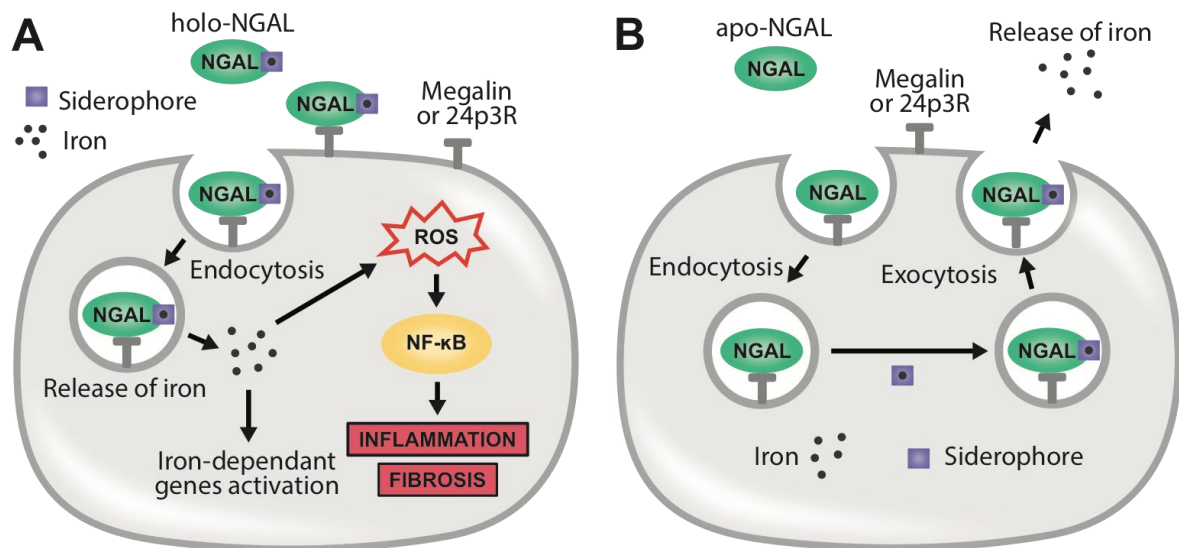 A
holo-NGAL
NGAL
Siderophore
Iron
NGAL
Megalin
or 24p3R
NGAL
Endocytosis
ROS
NGAL
Release of iron
NF-κB
Iron-dependant
genes activation
INFLAMMATION
FIBROSIS
B
apo-NGAL
NGAL
Release of iron
Megalin
or 24p3R
NGAL
NGAL
Endocytosis
Exocytosis
NGAL
NGAL
Iron
Siderophore